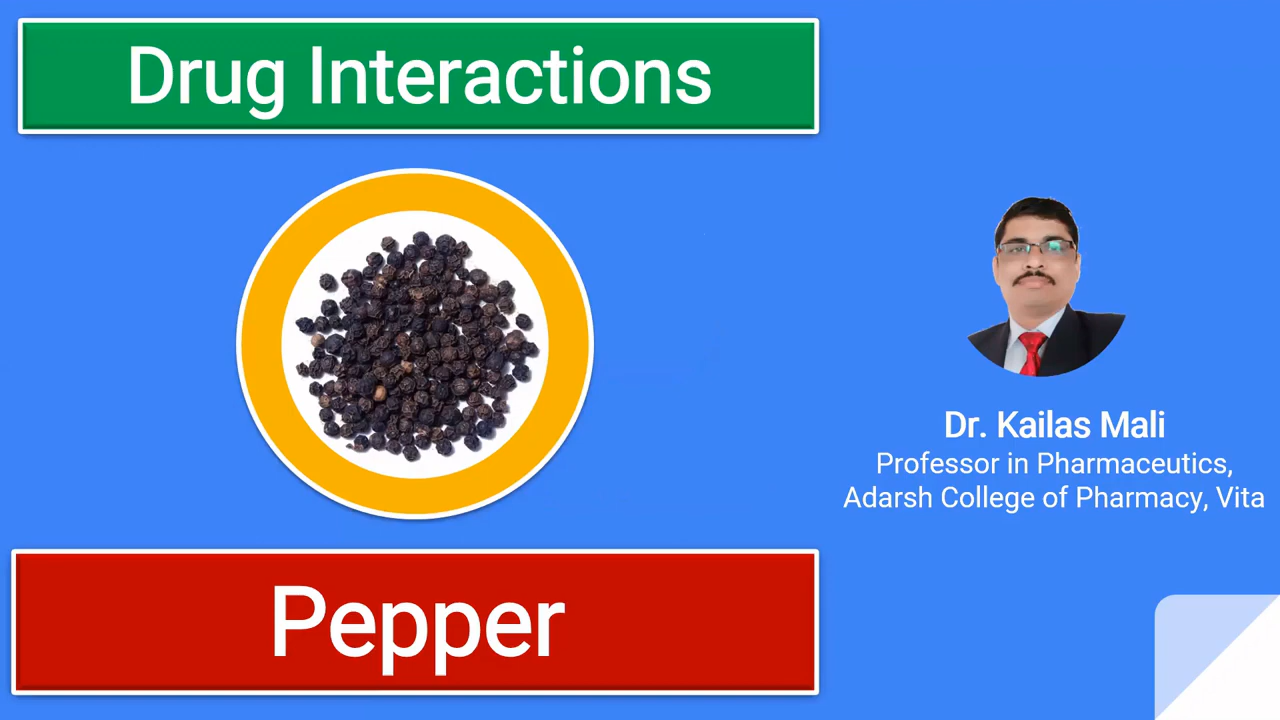 Drug Interactions
Dr. Kailas Mali
Professor in Pharmaceutics,
Adarsh College of Pharmacy, Vita
Pepper